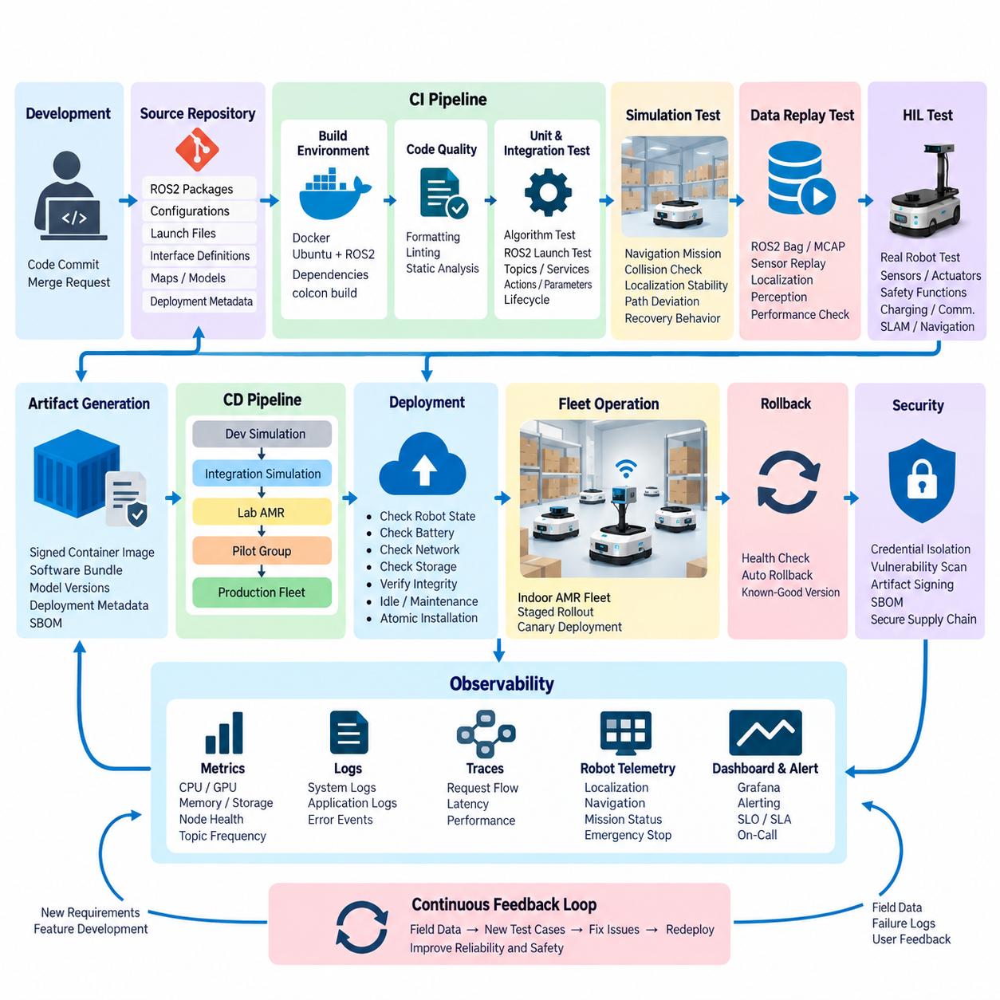 Development
</>
Code Commit
Merge Request
Source Repository
ROS2 Packages
Configurations
Launch Files
Interface Definitions
Maps / Models
Deployment Metadata
CI Pipeline
Build
Environment
Docker
Ubuntu + ROS2
Dependencies
colcon build
Code Quality
Formatting
Linting
Static Analysis
Unit &
Integration Test
Algorithm Test
ROS2 Launch Test
Topics / Services
Actions / Parameters
Lifecycle
Simulation Test
Navigation Mission
Collision Check
Localization Stability
Path Deviation
Recovery Behavior
Data Replay Test
ROS2 Bag / MCAP
Sensor Replay
Localization
Perception
Performance Check
HIL Test
Real Robot Test
Sensors / Actuators
Safety Functions
Charging / Comm.
SLAM / Navigation
Artifact Generation
Signed Container Image
Software Bundle
Model Versions
Deployment Metadata
SBOM
CD Pipeline
Dev Simulation
Integration Simulation
Lab AMR
Pilot Group
Production Fleet
Deployment
• Check Robot State
• Check Battery
• Check Network
• Check Storage
• Verify Integrity
• Idle / Maintenance
• Atomic Installation
Fleet Operation
Indoor AMR Fleet
Staged Rollout
Canary Deployment
Rollback
Health Check
Auto Rollback
Known-Good Version
Security
Credential Isolation
Vulnerability Scan
Artifact Signing
SBOM
Secure Supply Chain
Observability
Metrics
CPU / GPU
Memory / Storage
Node Health
Topic Frequency
Logs
System Logs
Application Logs
Error Events
Traces
Request Flow
Latency
Performance
Robot Telemetry
Localization
Navigation
Mission Status
Emergency Stop
Dashboard & Alert
Grafana
Alerting
SLO / SLA
On-Call
New Requirements
Feature Development
Continuous Feedback Loop
Field Data → New Test Cases → Fix Issues → Redeploy
Improve Reliability and Safety
Field Data
Failure Logs
User Feedback